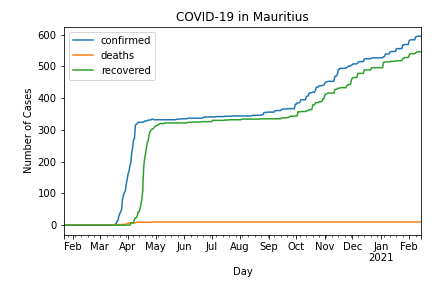 COVID-19 in Mauritius
confirmed
deaths
recovered
Number of Cases
600
500
400
300
200
100
0
Feb Mar Apr May Jun Jul Aug Sep Oct Nov Dec Jan Feb
2021
Day